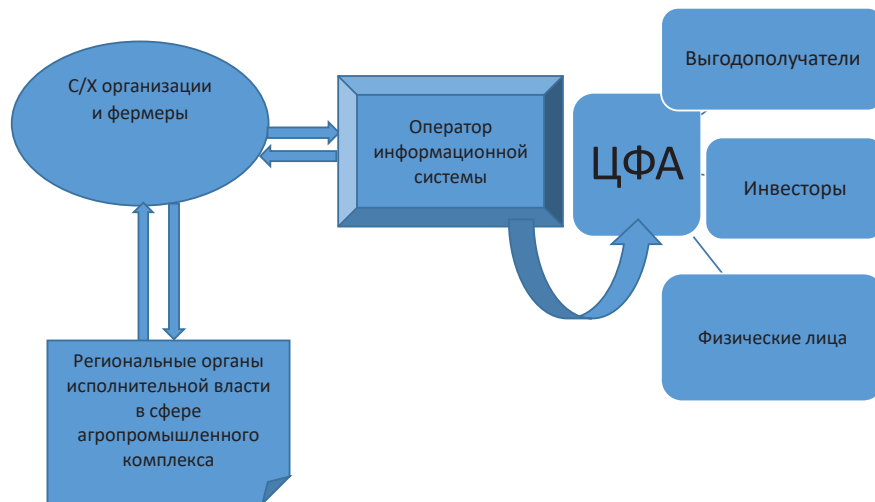 С/Х организации
и фермеры
Оператор
информационной
системы
ЦФА
Выгодополучатели
Инвесторы
Физические лица
Региональные органы
исполнительной власти
в сфере
агропромышленного
комплекса